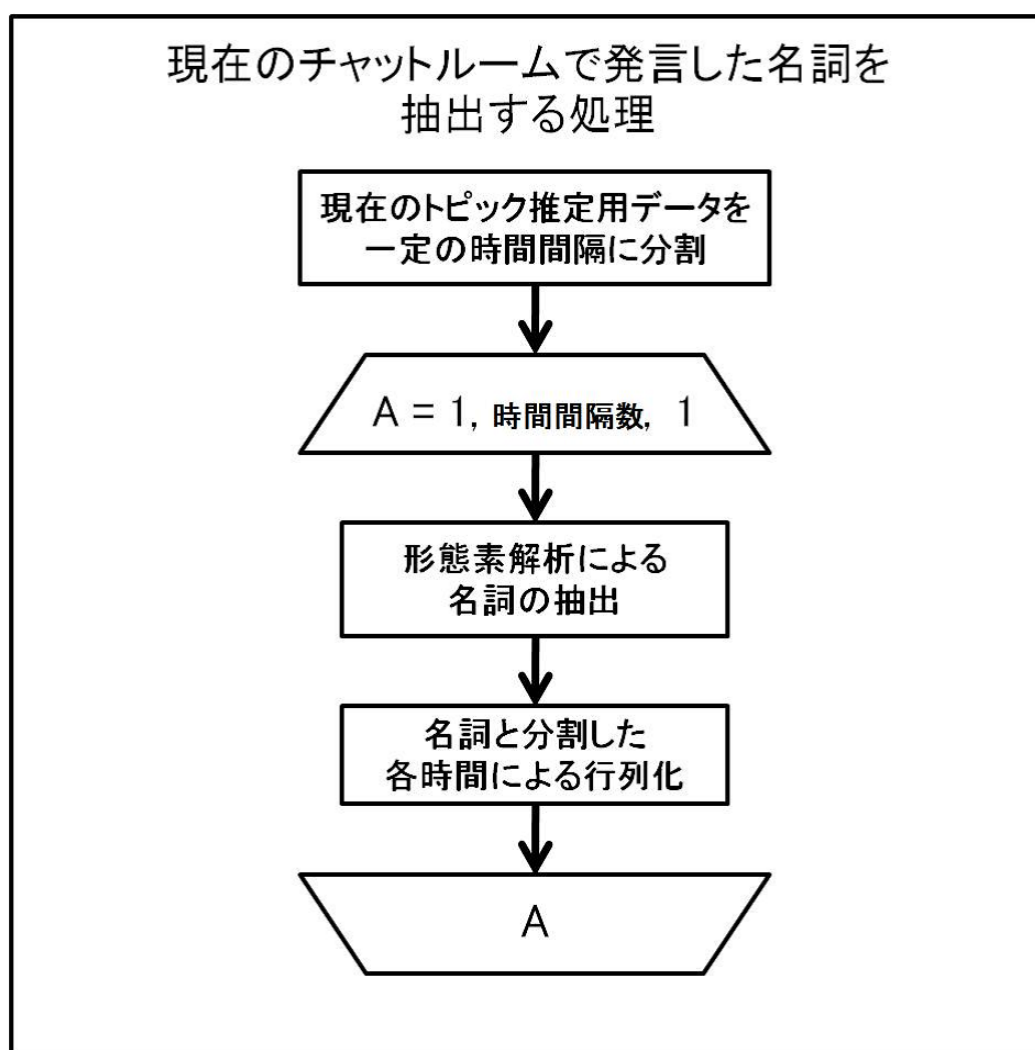 現在のチャットルームで発言した名詞を
抽出する処理
現在のトピック推定用データを
一定の時間間隔に分割
A = 1, 時間間隔数, 1
形態素解析による
名詞の抽出
名詞と分割した
各時間による行列化
A